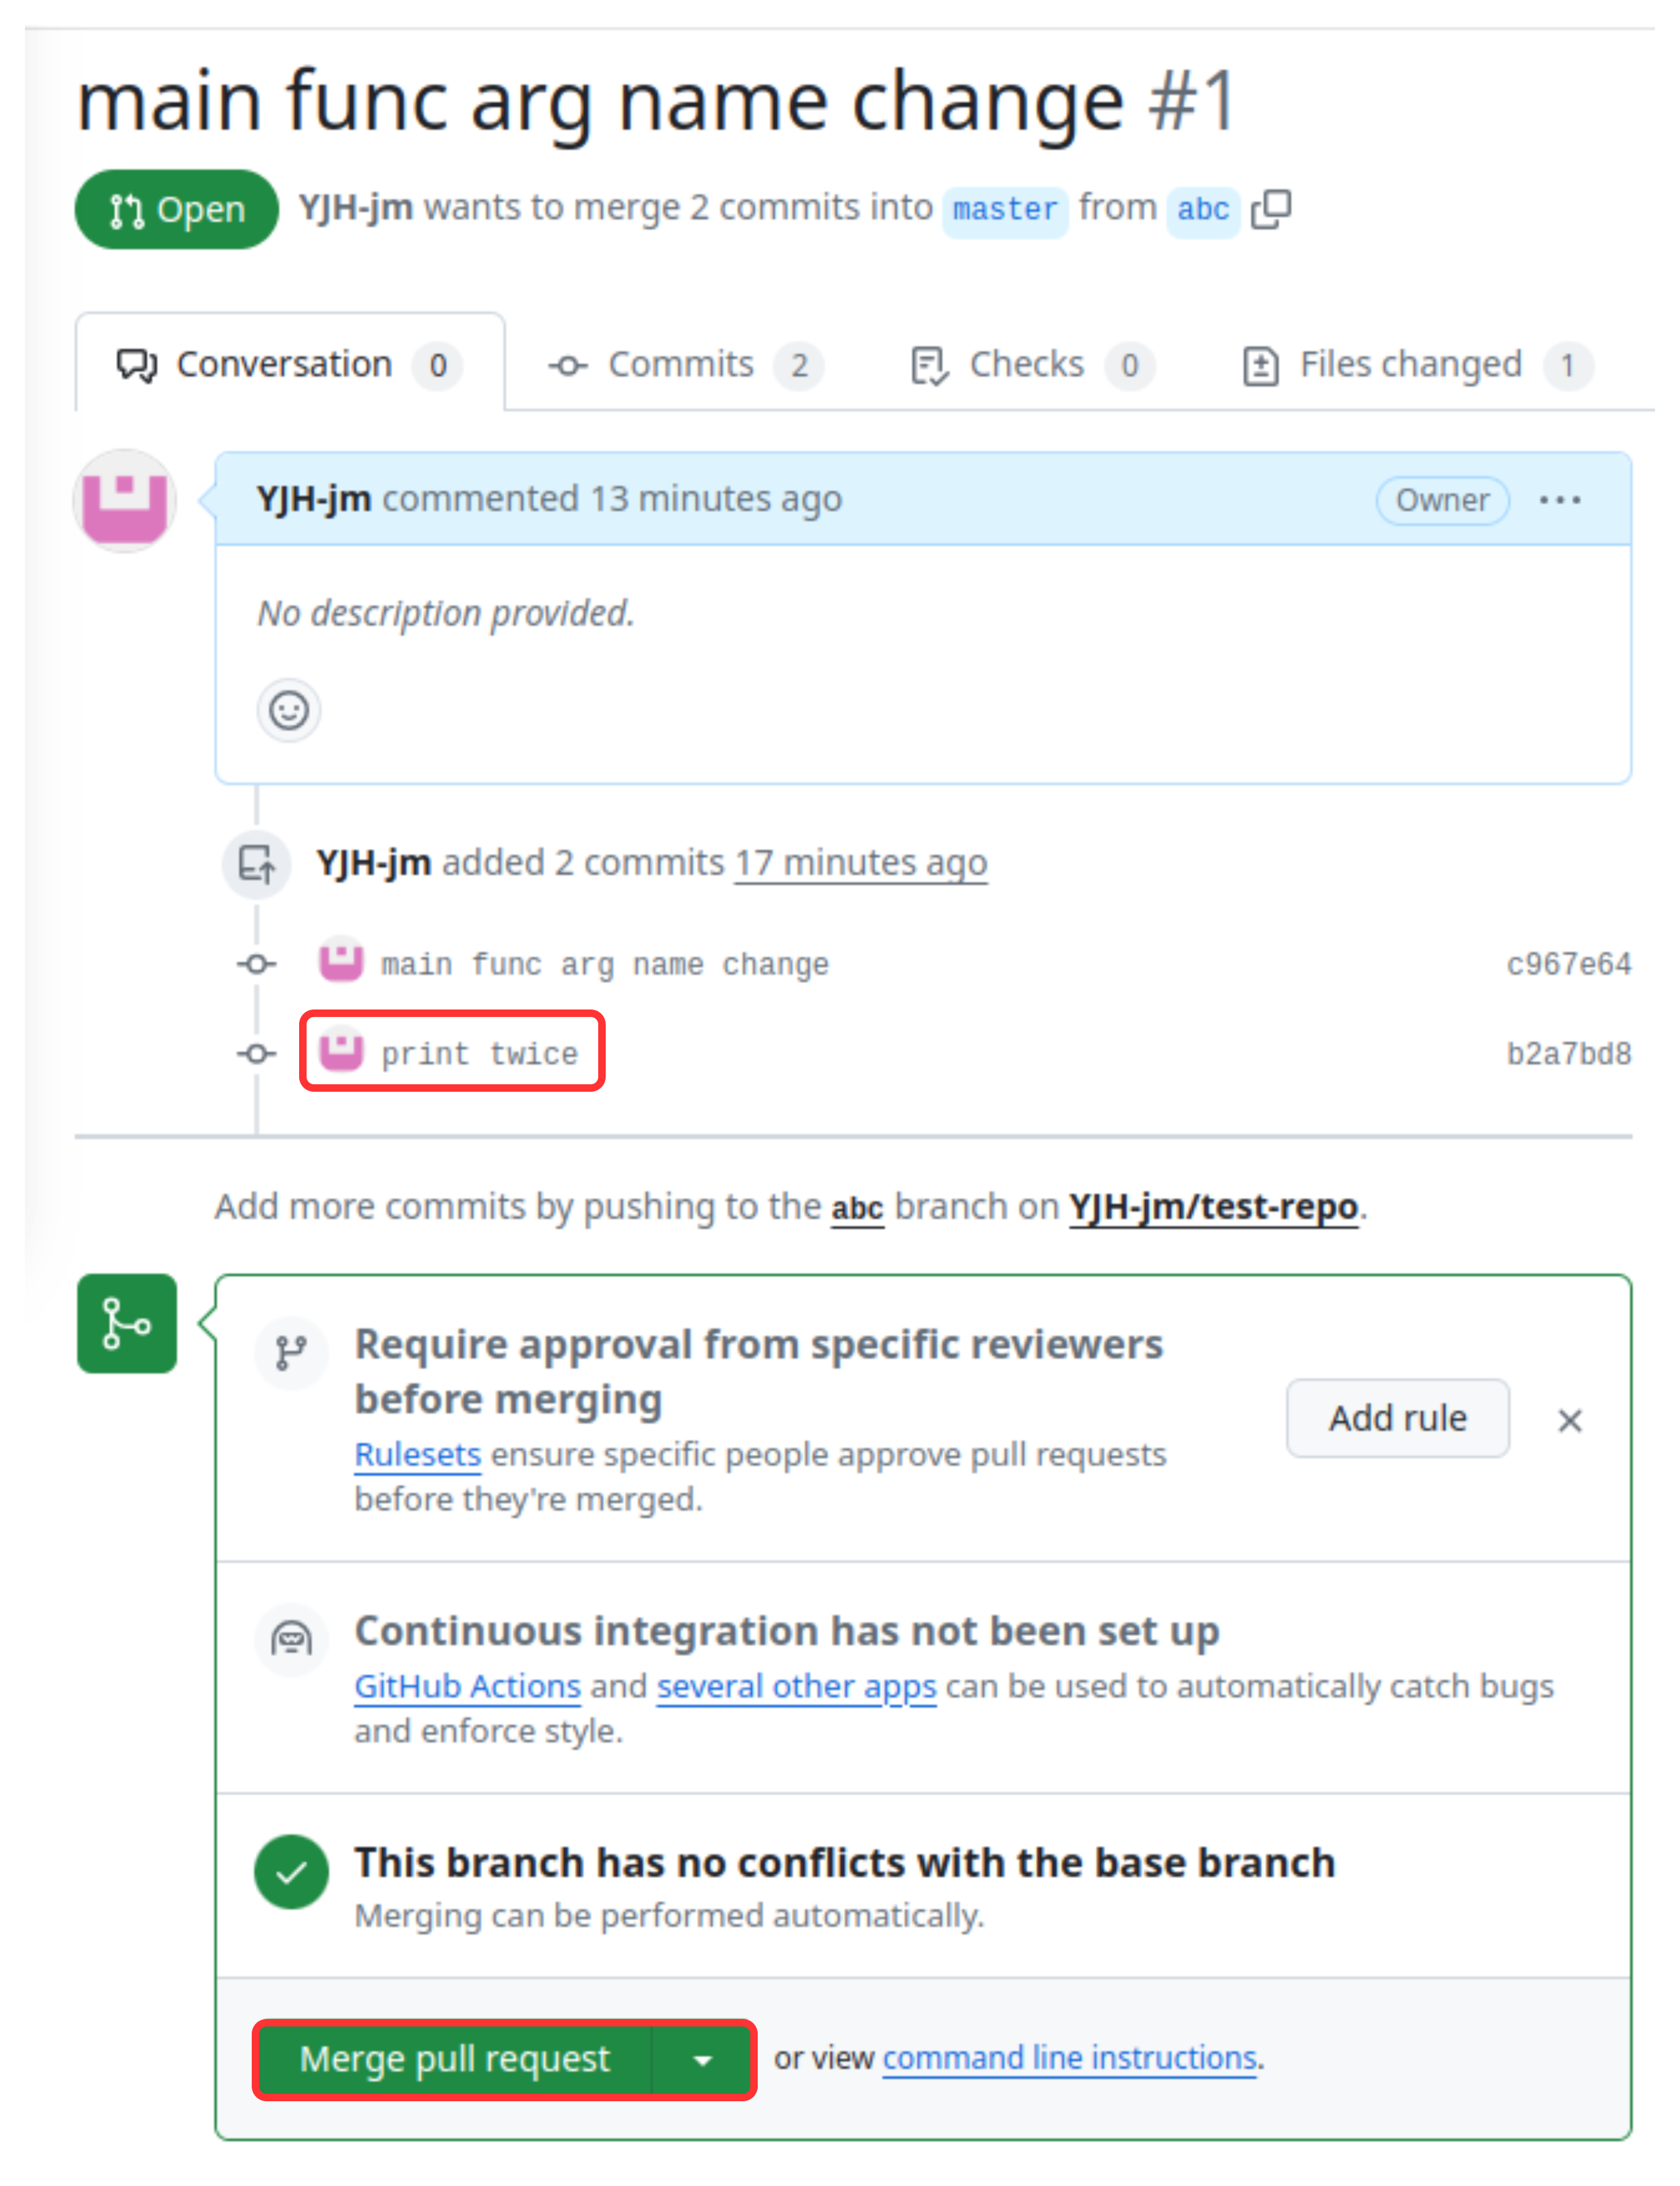 main func arg name change #1
Open YJH-jm wants to merge 2 commits into master from abc
Conversation 0 Commits 2 Checks 0 Files changed 1
YJH-jm commented 13 minutes ago Owner ...
No description provided.
YJH-jm added 2 commits 17 minutes ago
main func arg name change c967e64
print twice b2a7bd8
Add more commits by pushing to the abc branch on YJH-jm/test-repo.
Require approval from specific reviewers
before merging
Rulesets ensure specific people approve pull requests
before they're merged.
Add rule
Continuous integration has not been set up
GitHub Actions and several other apps can be used to automatically catch bugs
and enforce style.
This branch has no conflicts with the base branch
Merging can be performed automatically.
Merge pull request or view command line instructions.